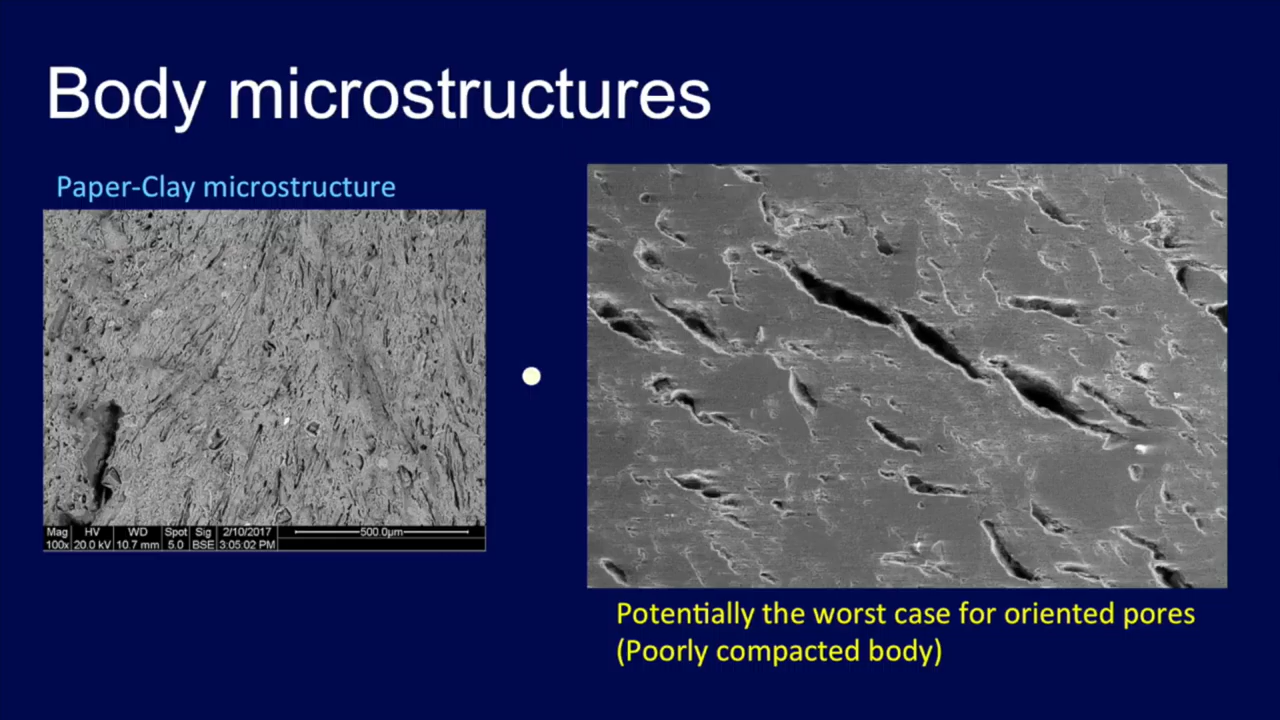 Body microstructures
Paper-Clay microstructure
Mag HV WD Spot Sig 2/10/2017 500.0µm
100x 20.0 kV 10.7 mm 5.0 BSE 3:05:02 PM
Potentially the worst case for oriented pores
(Poorly compacted body)